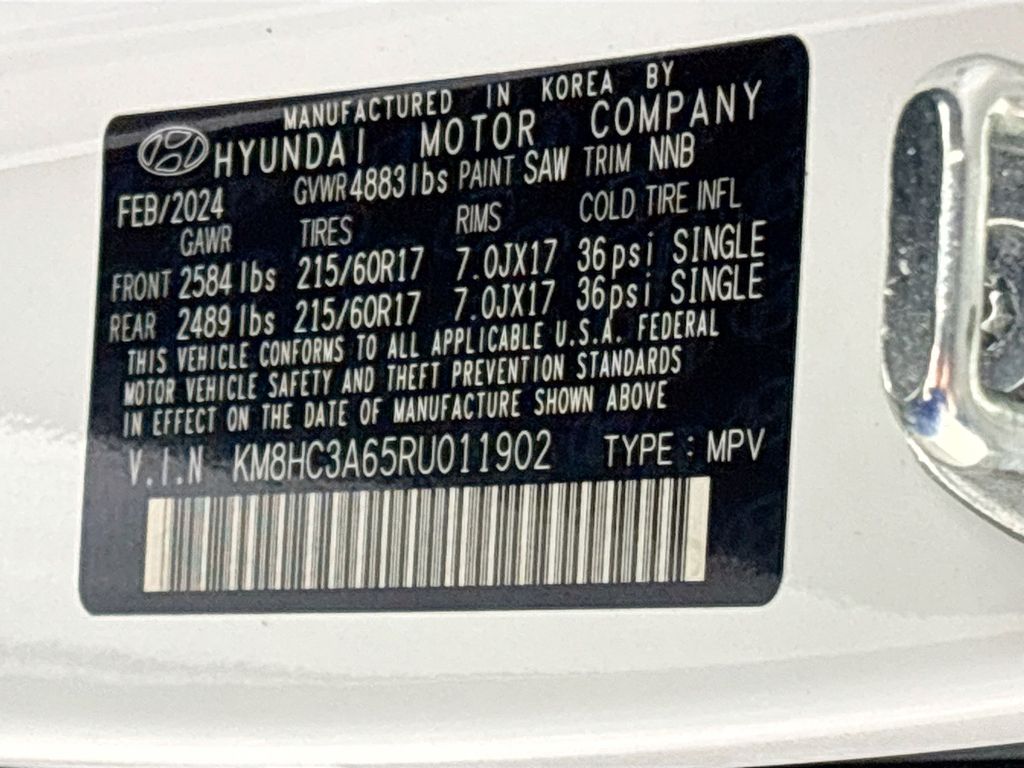 MANUFACTURED IN KOREA BY
HYUNDAI MOTOR COMPANY
FEB/2024 GVWR 4883 lbs PAINT SAW TRIM NNB
GAWR TIRES RIMS COLD TIRE INFL
FRONT 2584 lbs 215/60R17 7.0JX17 36psi SINGLE
REAR 2489 lbs 215/60R17 7.0JX17 36psi SINGLE
THIS VEHICLE CONFORMS TO ALL APPLICABLE U.S.A. FEDERAL
MOTOR VEHICLE SAFETY AND THEFT PREVENTION STANDARDS
IN EFFECT ON THE DATE OF MANUFACTURE SHOWN ABOVE
V.I.N KM8HC3A65RU011902 TYPE : MPV